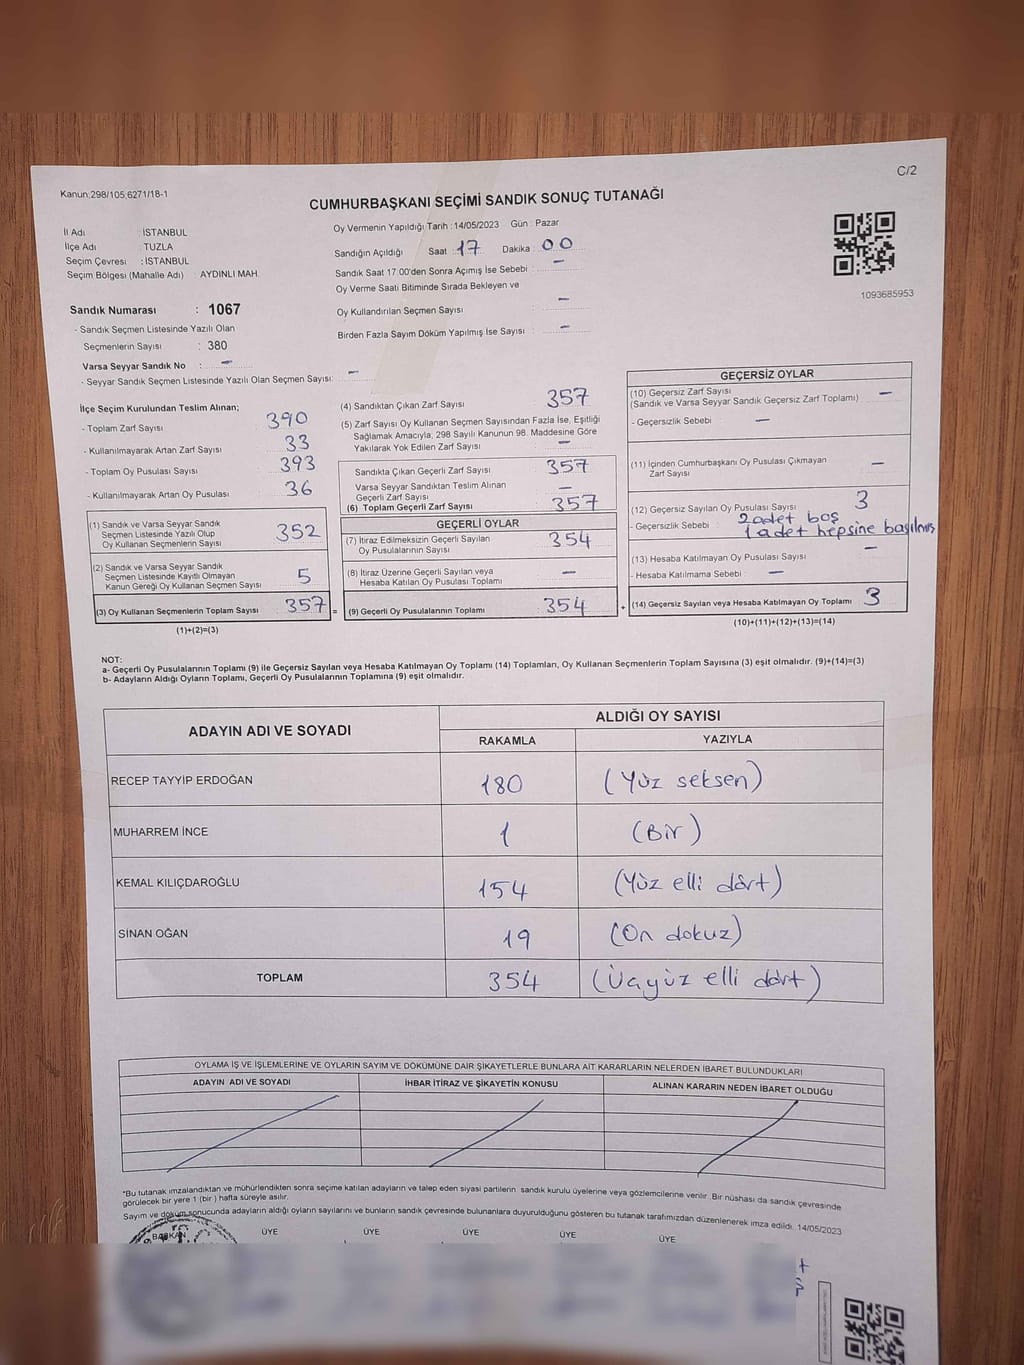 C/2
Kanun:298/105,6271/18-1
CUMHURBAŞKANI SEÇİMİ SANDIK SONUÇ TUTANAĞI
İl Adı : İSTANBUL
İlçe Adı : TUZLA
Seçim Çevresi : İSTANBUL
Seçim Bölgesi (Mahalle Adı) : AYDINLI MAH.
Oy Vermenin Yapıldığı Tarih :14/05/2023 Gün : Pazar
Sandığın Açıldığı Saat : 17 Dakika : 00
Sandık Saat 17.00'den Sonra Açımış İse Sebebi : –
Oy Verme Saati Bitiminde Sırada Bekleyen ve
Oy Kullandırılan Seçmen Sayısı : –
Birden Fazla Sayım Döküm Yapılmış İse Sayısı : –
1093685953
Sandık Numarası : 1067
- Sandık Seçmen Listesinde Yazılı Olan
Seçmenlerin Sayısı : 380
Varsa Seyyar Sandık No : –
- Seyyar Sandık Seçmen Listesinde Yazılı Olan Seçmen Sayısı: –
İlçe Seçim Kurulundan Teslim Alınan;
- Toplam Zarf Sayısı 390
- Kullanılmayarak Artan Zarf Sayısı 33
- Toplam Oy Pusulası Sayısı 393
- Kullanılmayarak Artan Oy Pusulası 36
(1) Sandık ve Varsa Seyyar Sandık
Seçmen Listesinde Yazılı Olup
Oy Kullanan Seçmenlerin Sayısı 352
(2) Sandık ve Varsa Seyyar Sandık
Seçmen Listesinde Kayıtlı Olmayan
Kanun Gereği Oy Kullanan Seçmen Sayısı 5
(3) Oy Kullanan Seçmenlerin Toplam Sayısı 357 =
(1)+(2)=(3)
(4) Sandıktan Çıkan Zarf Sayısı 357
(5) Zarf Sayısı Oy Kullanan Seçmen Sayısından Fazla İse, Eşitliği
Sağlamak Amacıyla, 298 Sayılı Kanunun 98. Maddesine Göre
Yakılarak Yok Edilen Zarf Sayısı –
Sandıkta Çıkan Geçerli Zarf Sayısı 357
Varsa Seyyar Sandıktan Teslim Alınan
Geçerli Zarf Sayısı –
(6) Toplam Geçerli Zarf Sayısı 357
GEÇERLİ OYLAR
(7) İtiraz Edilmeksizin Geçerli Sayılan
Oy Pusulalarının Sayısı 354
(8) İtiraz Üzerine Geçerli Sayılan veya
Hesaba Katılan Oy Pusulası Toplamı –
(9) Geçerli Oy Pusulalarının Toplamı 354 +
GEÇERSİZ OYLAR
(10) Geçersiz Zarf Sayısı
(Sandık ve Varsa Seyyar Sandık Geçersiz Zarf Toplamı) –
- Geçersizlik Sebebi : –
(11) İçinden Cumhurbaşkanı Oy Pusulası Çıkmayan
Zarf Sayısı –
(12) Geçersiz Sayılan Oy Pusulası Sayısı 3
- Geçersizlik Sebebi : 2 adet boş
1 adet hepsine basılmış
(13) Hesaba Katılmayan Oy Pusulası Sayısı –
- Hesaba Katılmama Sebebi : –
(14) Geçersiz Sayılan veya Hesaba Katılmayan Oy Toplamı 3
(10)+(11)+(12)+(13)=(14)
NOT:
a- Geçerli Oy Pusulalarının Toplamı (9) ile Geçersiz Sayılan veya Hesaba Katılmayan Oy Toplamı (14) Toplamları, Oy Kullanan Seçmenlerin Toplam Sayısına (3) eşit olmalıdır. (9)+(14)=(3)
b- Adayların Aldığı Oyların Toplamı, Geçerli Oy Pusulalarının Toplamına (9) eşit olmalıdır.
ADAYIN ADI VE SOYADI ALDIĞI OY SAYISI
RAKAMLA YAZIYLA
RECEP TAYYİP ERDOĞAN 180 (Yüz seksen)
MUHARREM İNCE 1 (Bir)
KEMAL KILIÇDAROĞLU 154 (Yüz elli dört)
SİNAN OĞAN 19 (On dokuz)
TOPLAM 354 (Üçyüz elli dört)
OYLAMA İŞ VE İŞLEMLERİNE VE OYLARIN SAYIM VE DÖKÜMÜNE DAİR ŞİKAYETLERLE BUNLARA AİT KARARLARIN NELERDEN İBARET BULUNDUKLARI
ADAYIN ADI VE SOYADI İHBAR İTİRAZ VE ŞİKAYETİN KONUSU ALINAN KARARIN NEDEN İBARET OLDUĞU
*Bu tutanak imzalandıktan ve mühürlendikten sonra seçime katılan adayların ve talep eden siyasi partilerin sandık kurulu üyelerine veya gözlemcilerine verilir. Bir nüshası da sandık çevresinde
görülecek bir yere 1 (bir ) hafta süreyle asılır.
Sayım ve döküm sonucunda adayların aldığı oyların sayılarını ve bunların sandık çevresinde bulunanlara duyurulduğunu gösteren bu tutanak tarafımızdan düzenlenerek imza edildi. 14/05/2023
BAŞKAN ÜYE ÜYE ÜYE ÜYE ÜYE